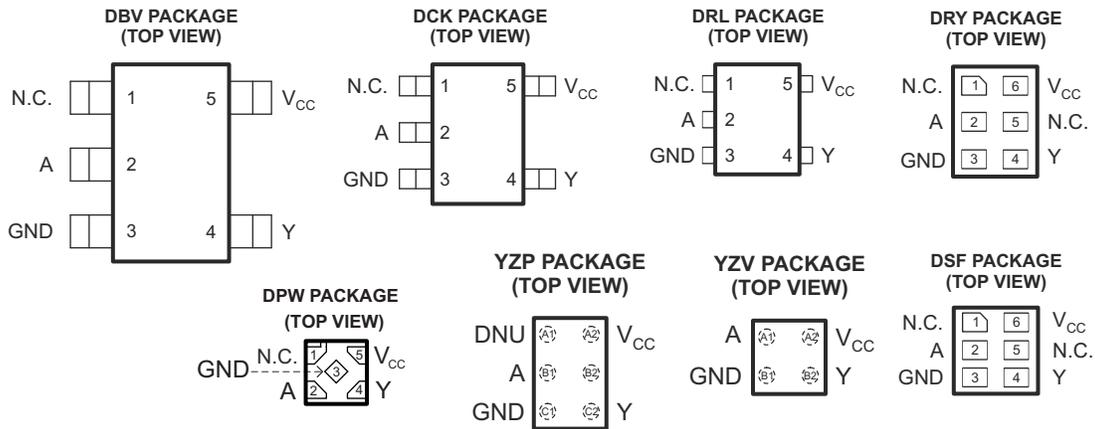 DBV PACKAGE
(TOP VIEW)
N.C. 1 5 VCC
A 2
GND 3 4 Y
DCK PACKAGE
(TOP VIEW)
N.C. 1 5 VCC
A 2
GND 3 4 Y
DRL PACKAGE
(TOP VIEW)
N.C. 1 5 VCC
A 2
GND 3 4 Y
DRY PACKAGE
(TOP VIEW)
N.C. 1 6 VCC
A 2 5 N.C.
GND 3 4 Y
DPW PACKAGE
(TOP VIEW)
N.C. 1 5 VCC
GND 3
A 2 4 Y
YZP PACKAGE
(TOP VIEW)
DNU A1 A2 VCC
A B1 B2
GND C1 C2 Y
YZV PACKAGE
(TOP VIEW)
A A1 A2 VCC
GND B1 B2 Y
DSF PACKAGE
(TOP VIEW)
N.C. 1 6 VCC
A 2 5 N.C.
GND 3 4 Y